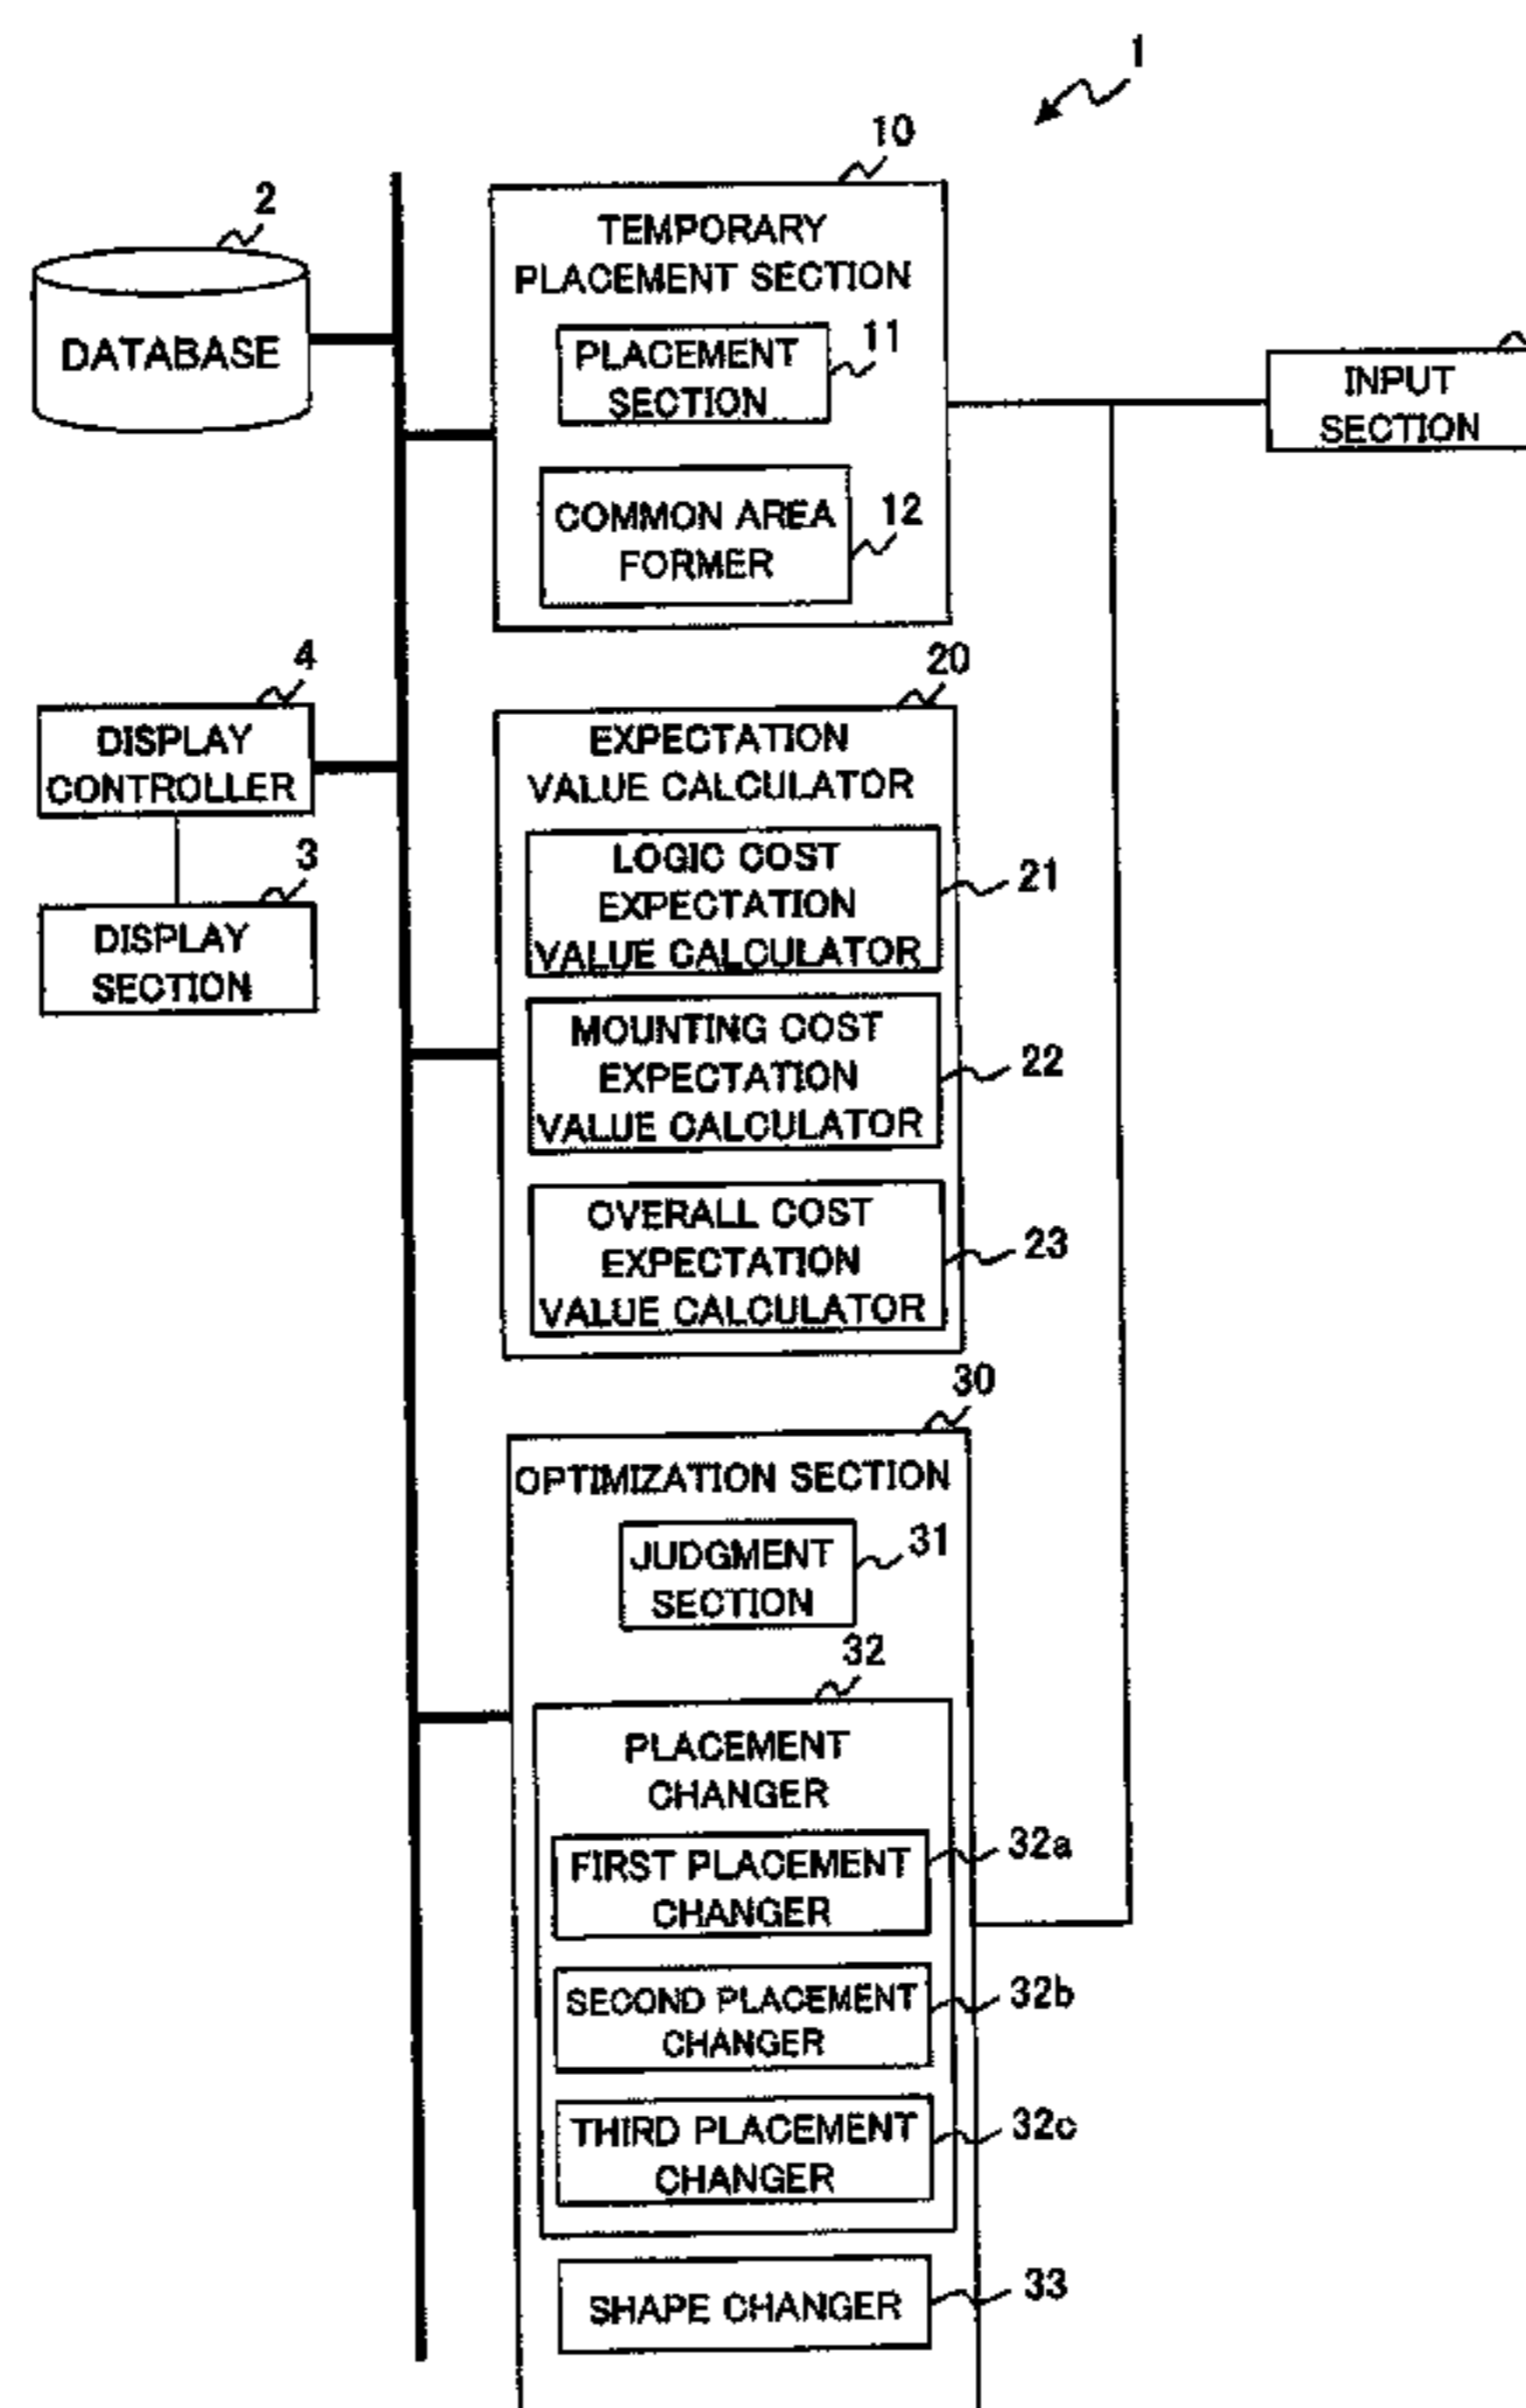 1
10
2
TEMPORARY
PLACEMENT SECTION
DATABASE
11
PLACEMENT
SECTION
INPUT
SECTION
12
COMMON AREA
FORMER
4
DISPLAY
CONTROLLER
3
DISPLAY
SECTION
20
EXPECTATION
VALUE CALCULATOR
LOGIC COST
EXPECTATION
VALUE CALCULATOR
21
MOUNTING COST
EXPECTATION
VALUE CALCULATOR
22
OVERALL COST
EXPECTATION
VALUE CALCULATOR
23
30
OPTIMIZATION SECTION
JUDGMENT
SECTION
31
32
PLACEMENT
CHANGER
FIRST PLACEMENT
CHANGER
32a
SECOND PLACEMENT
CHANGER
32b
THIRD PLACEMENT
CHANGER
32c
SHAPE CHANGER
33